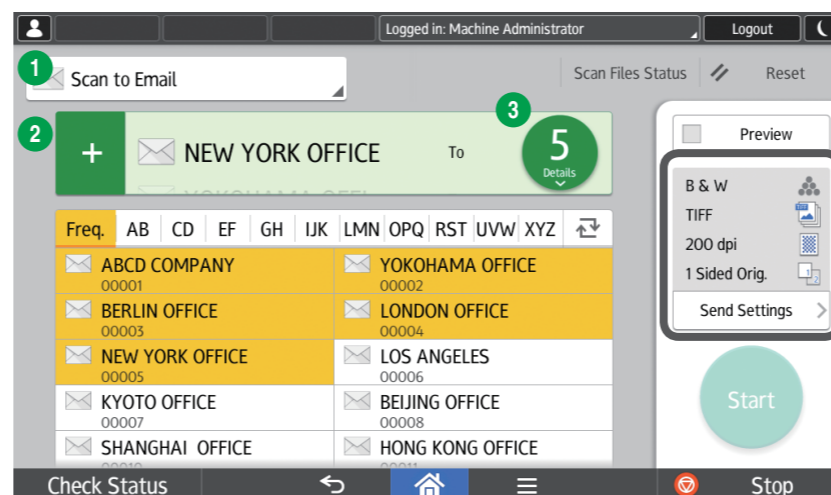 Logged in: Machine Administrator
Logout
1
Scan to Email
Scan Files Status
Reset
2
+
NEW YORK OFFICE
To
3
5
Details
Preview
B & W
TIFF
200 dpi
1 Sided Orig.
Send Settings
Freq. AB CD EF GH IJK LMN OPQ RST UVW XYZ
ABCD COMPANY
00001
YOKOHAMA OFFICE
00002
BERLIN OFFICE
00003
LONDON OFFICE
00004
NEW YORK OFFICE
00005
LOS ANGELES
00006
KYOTO OFFICE
00007
BEIJING OFFICE
00008
SHANGHAI OFFICE
HONG KONG OFFICE
Start
Check Status
Stop